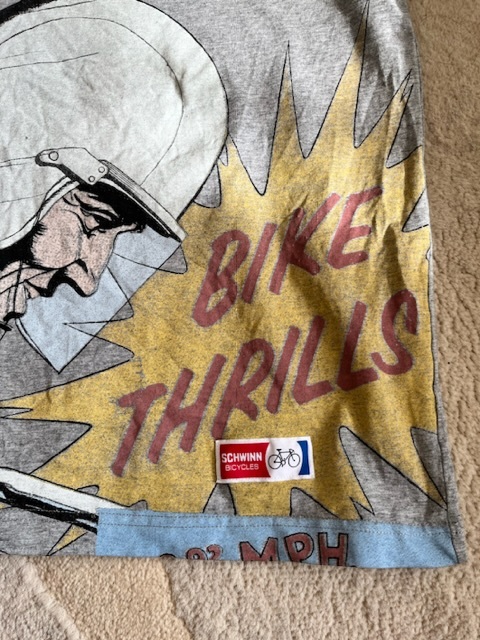 BIKE
THRILLS
SCHWINN
BICYCLES
MPH